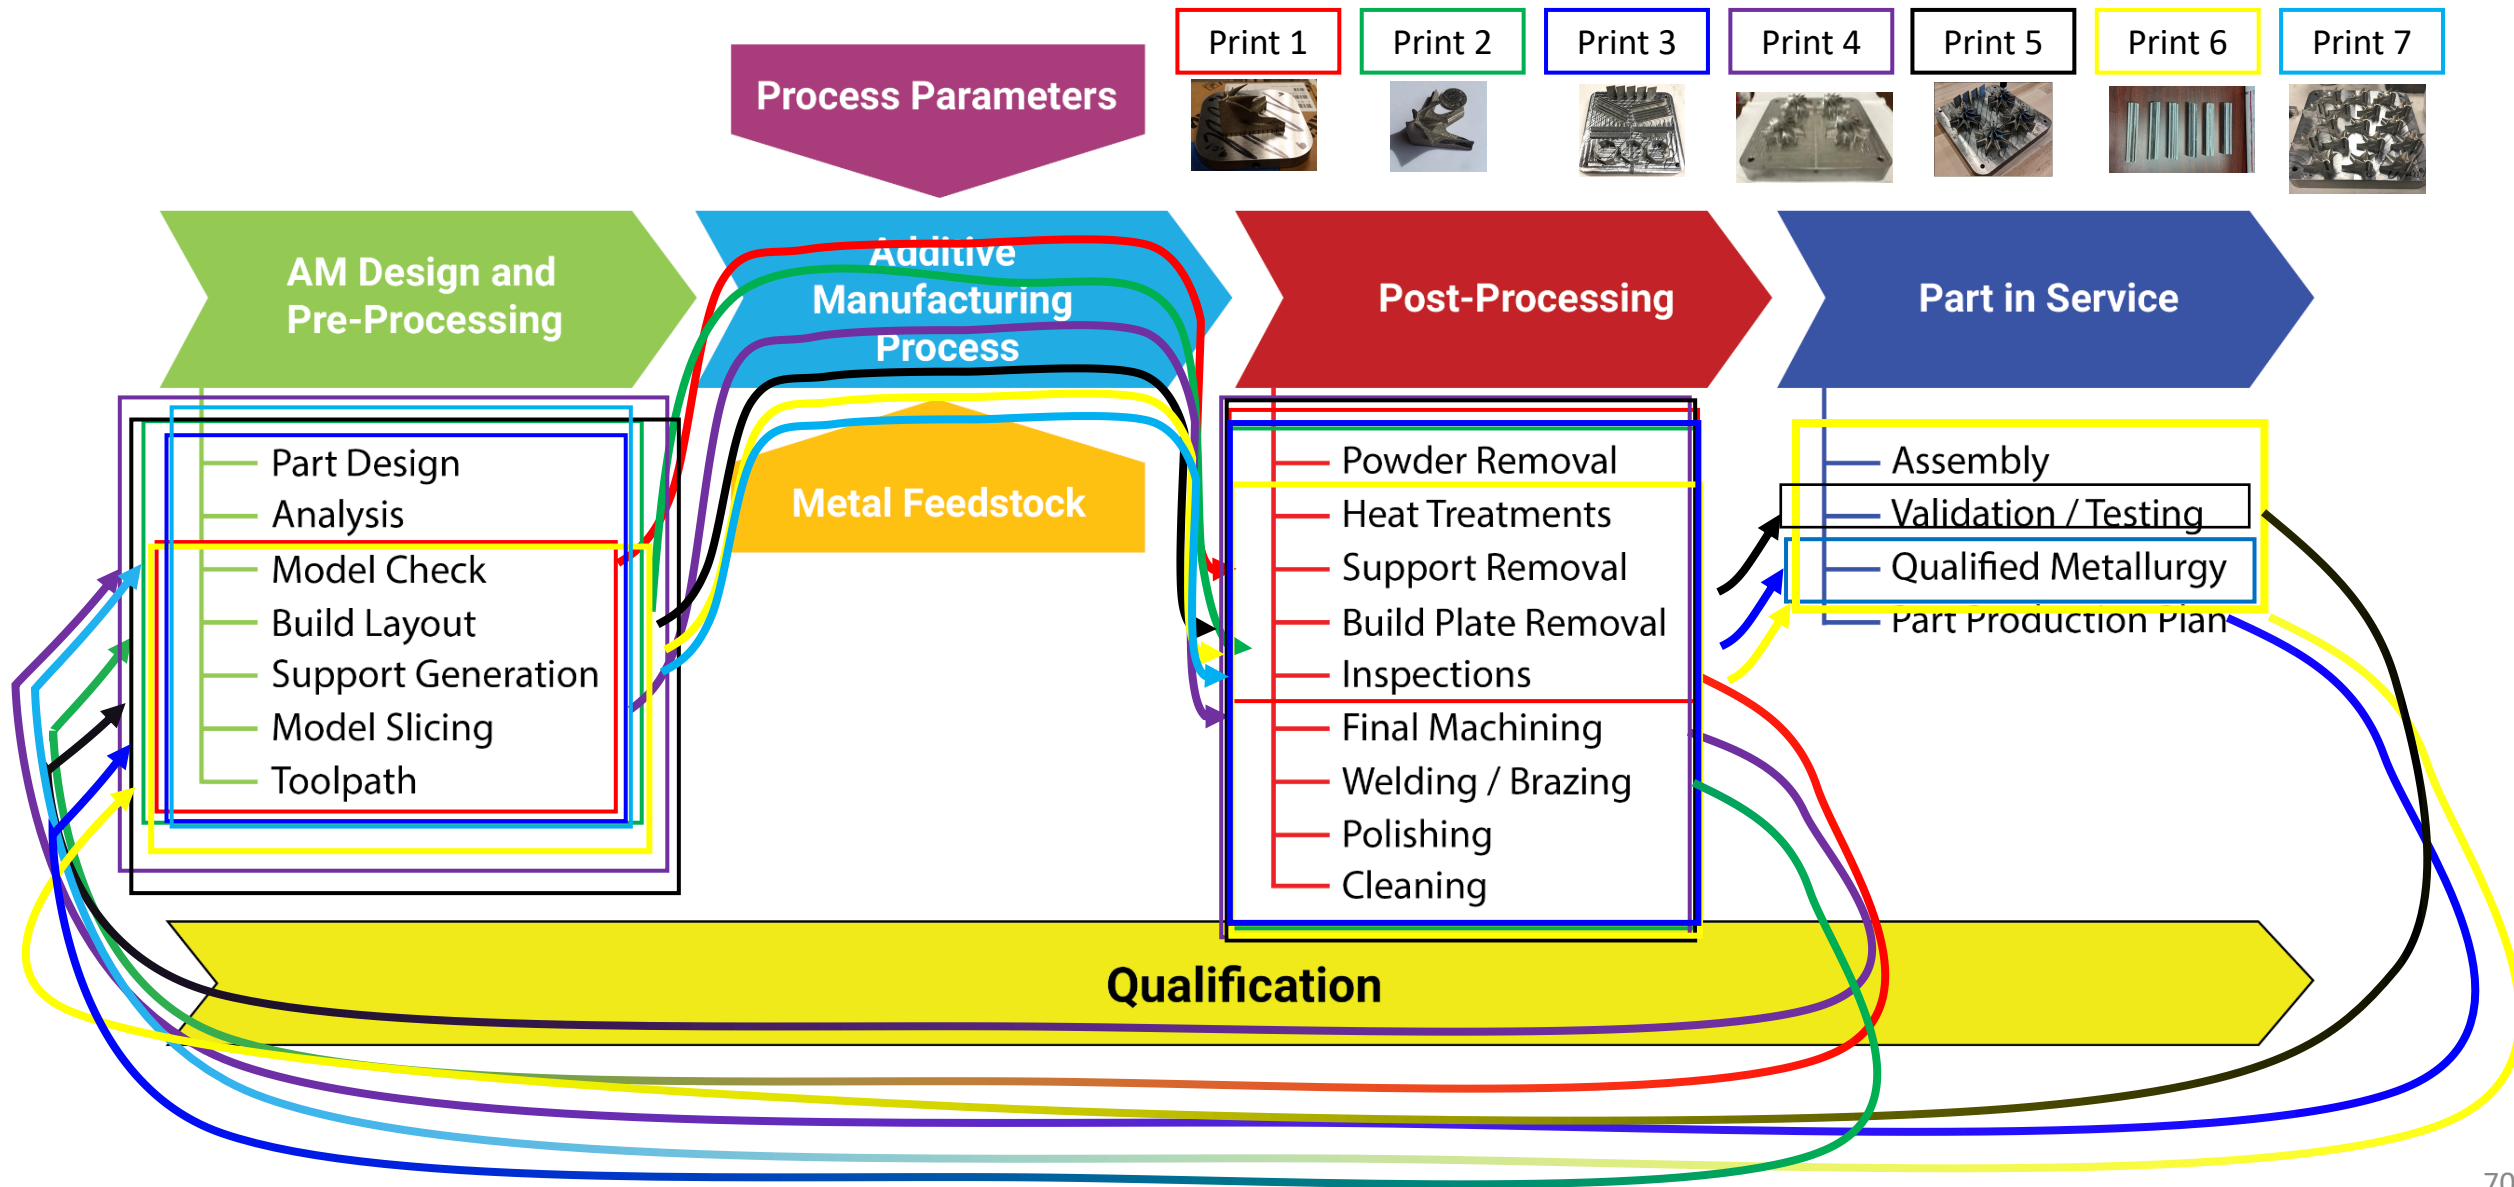 Print 1
Print 2
Print 3
Print 4
Print 5
Print 6
Print 7
Process Parameters
AM Design and
Pre-Processing
Additive
Manufacturing
Process
Post-Processing
Part in Service
Metal Feedstock
Part Design
Analysis
Model Check
Build Layout
Support Generation
Model Slicing
Toolpath
Powder Removal
Heat Treatments
Support Removal
Build Plate Removal
Inspections
Final Machining
Welding / Brazing
Polishing
Cleaning
Assembly
Validation / Testing
Qualified Metallurgy
Part Production Plan
Qualification
70